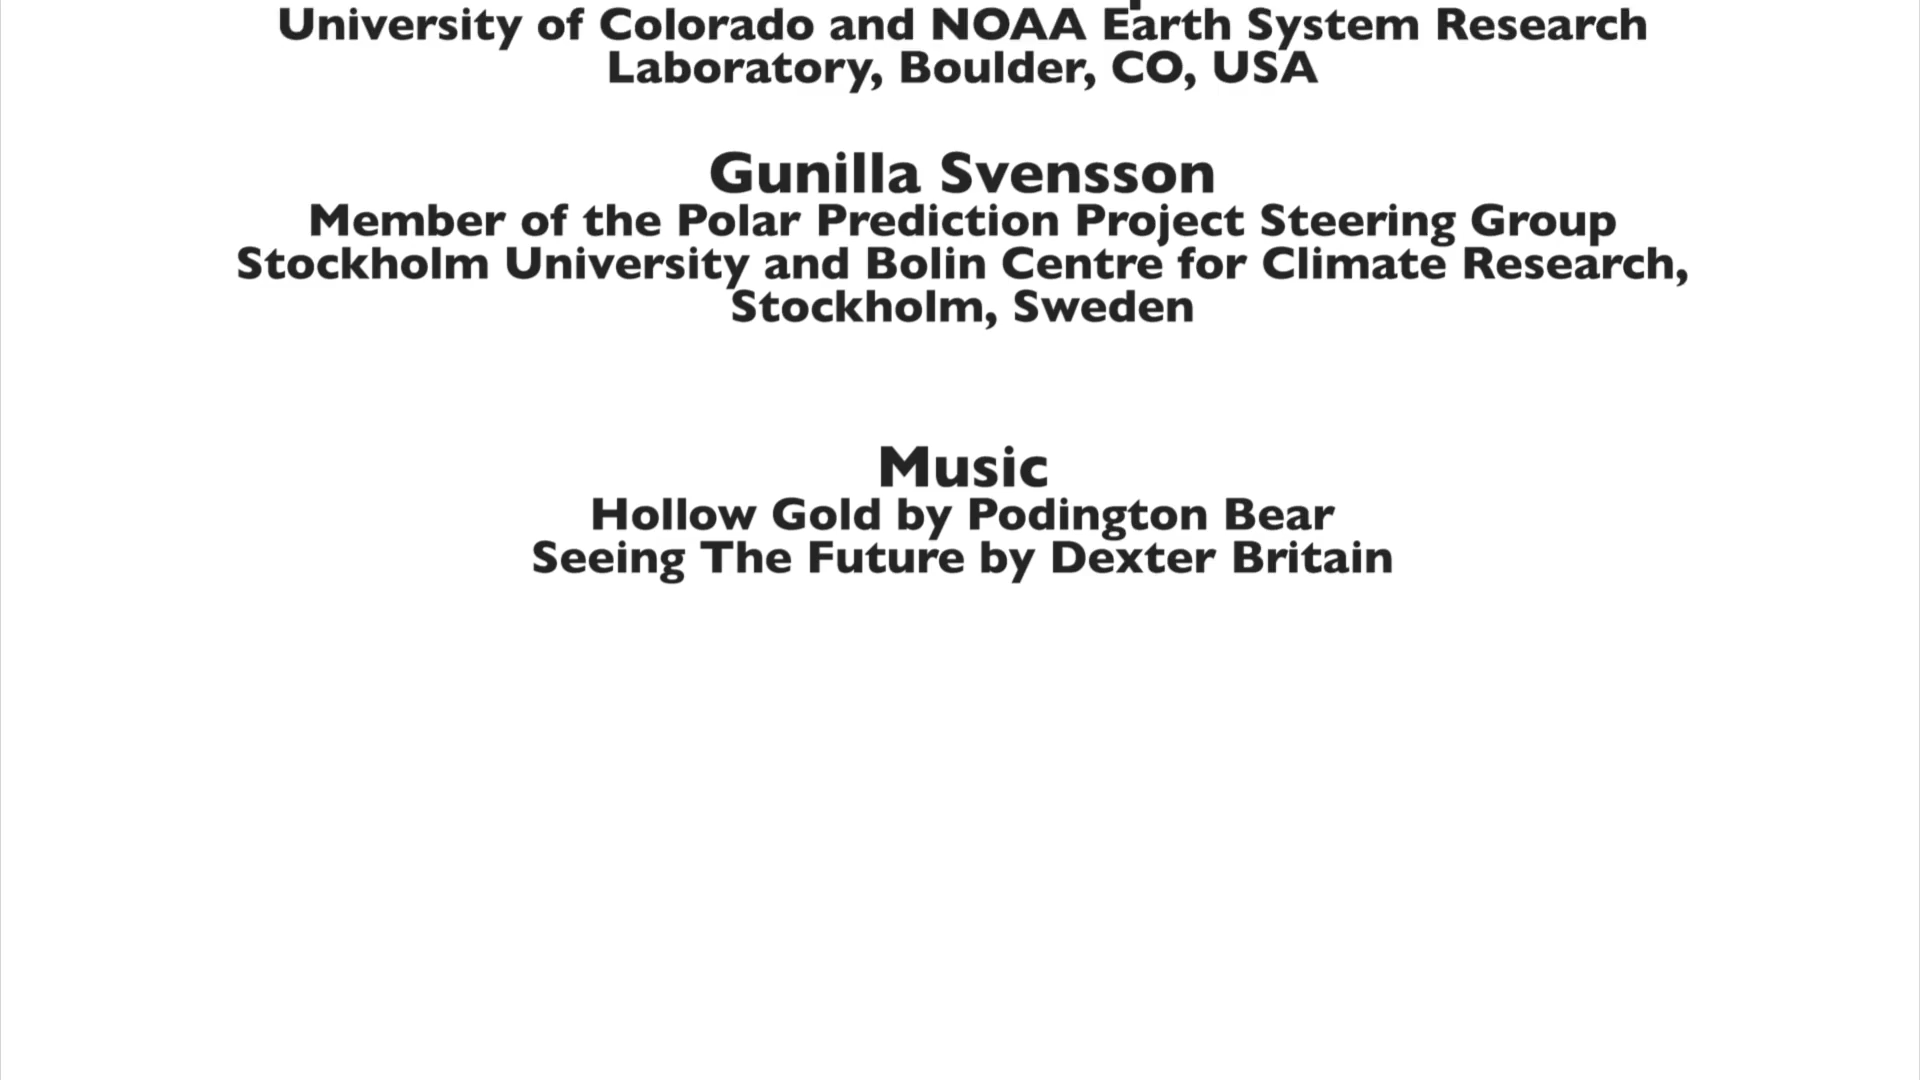 University of Colorado and NOAA Earth System Research
Laboratory, Boulder, CO, USA
Gunilla Svensson
Member of the Polar Prediction Project Steering Group
Stockholm University and Bolin Centre for Climate Research,
Stockholm, Sweden
Music
Hollow Gold by Podington Bear
Seeing The Future by Dexter Britain